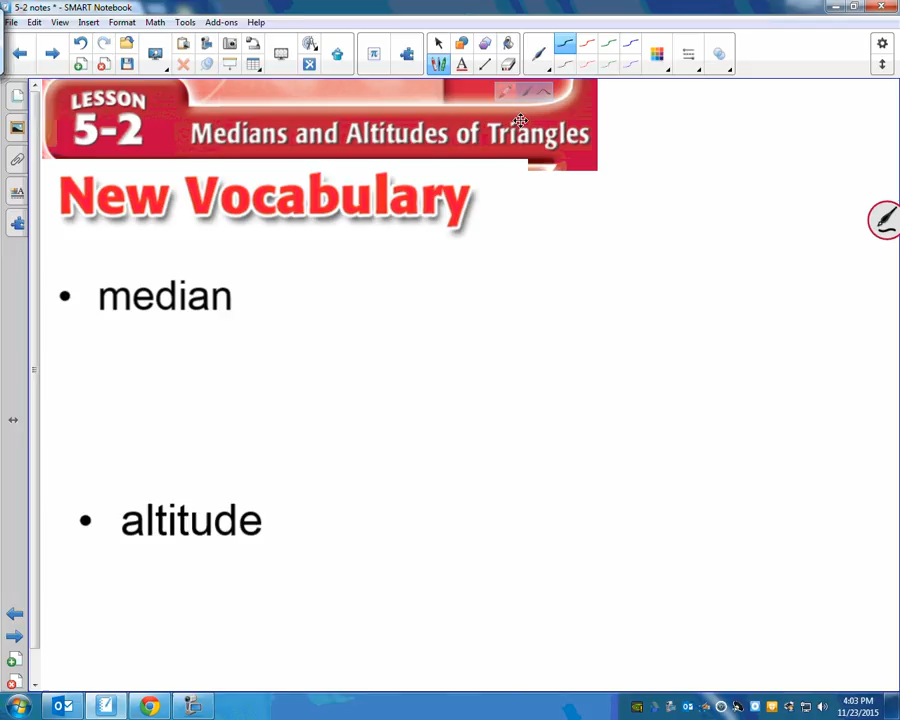 5-2 notes * - SMART Notebook
File Edit View Insert Format Math Tools Add-ons Help
LESSON
5-2
Medians and Altitudes of Triangles
New Vocabulary
• median
• altitude
4:03 PM
11/23/2015